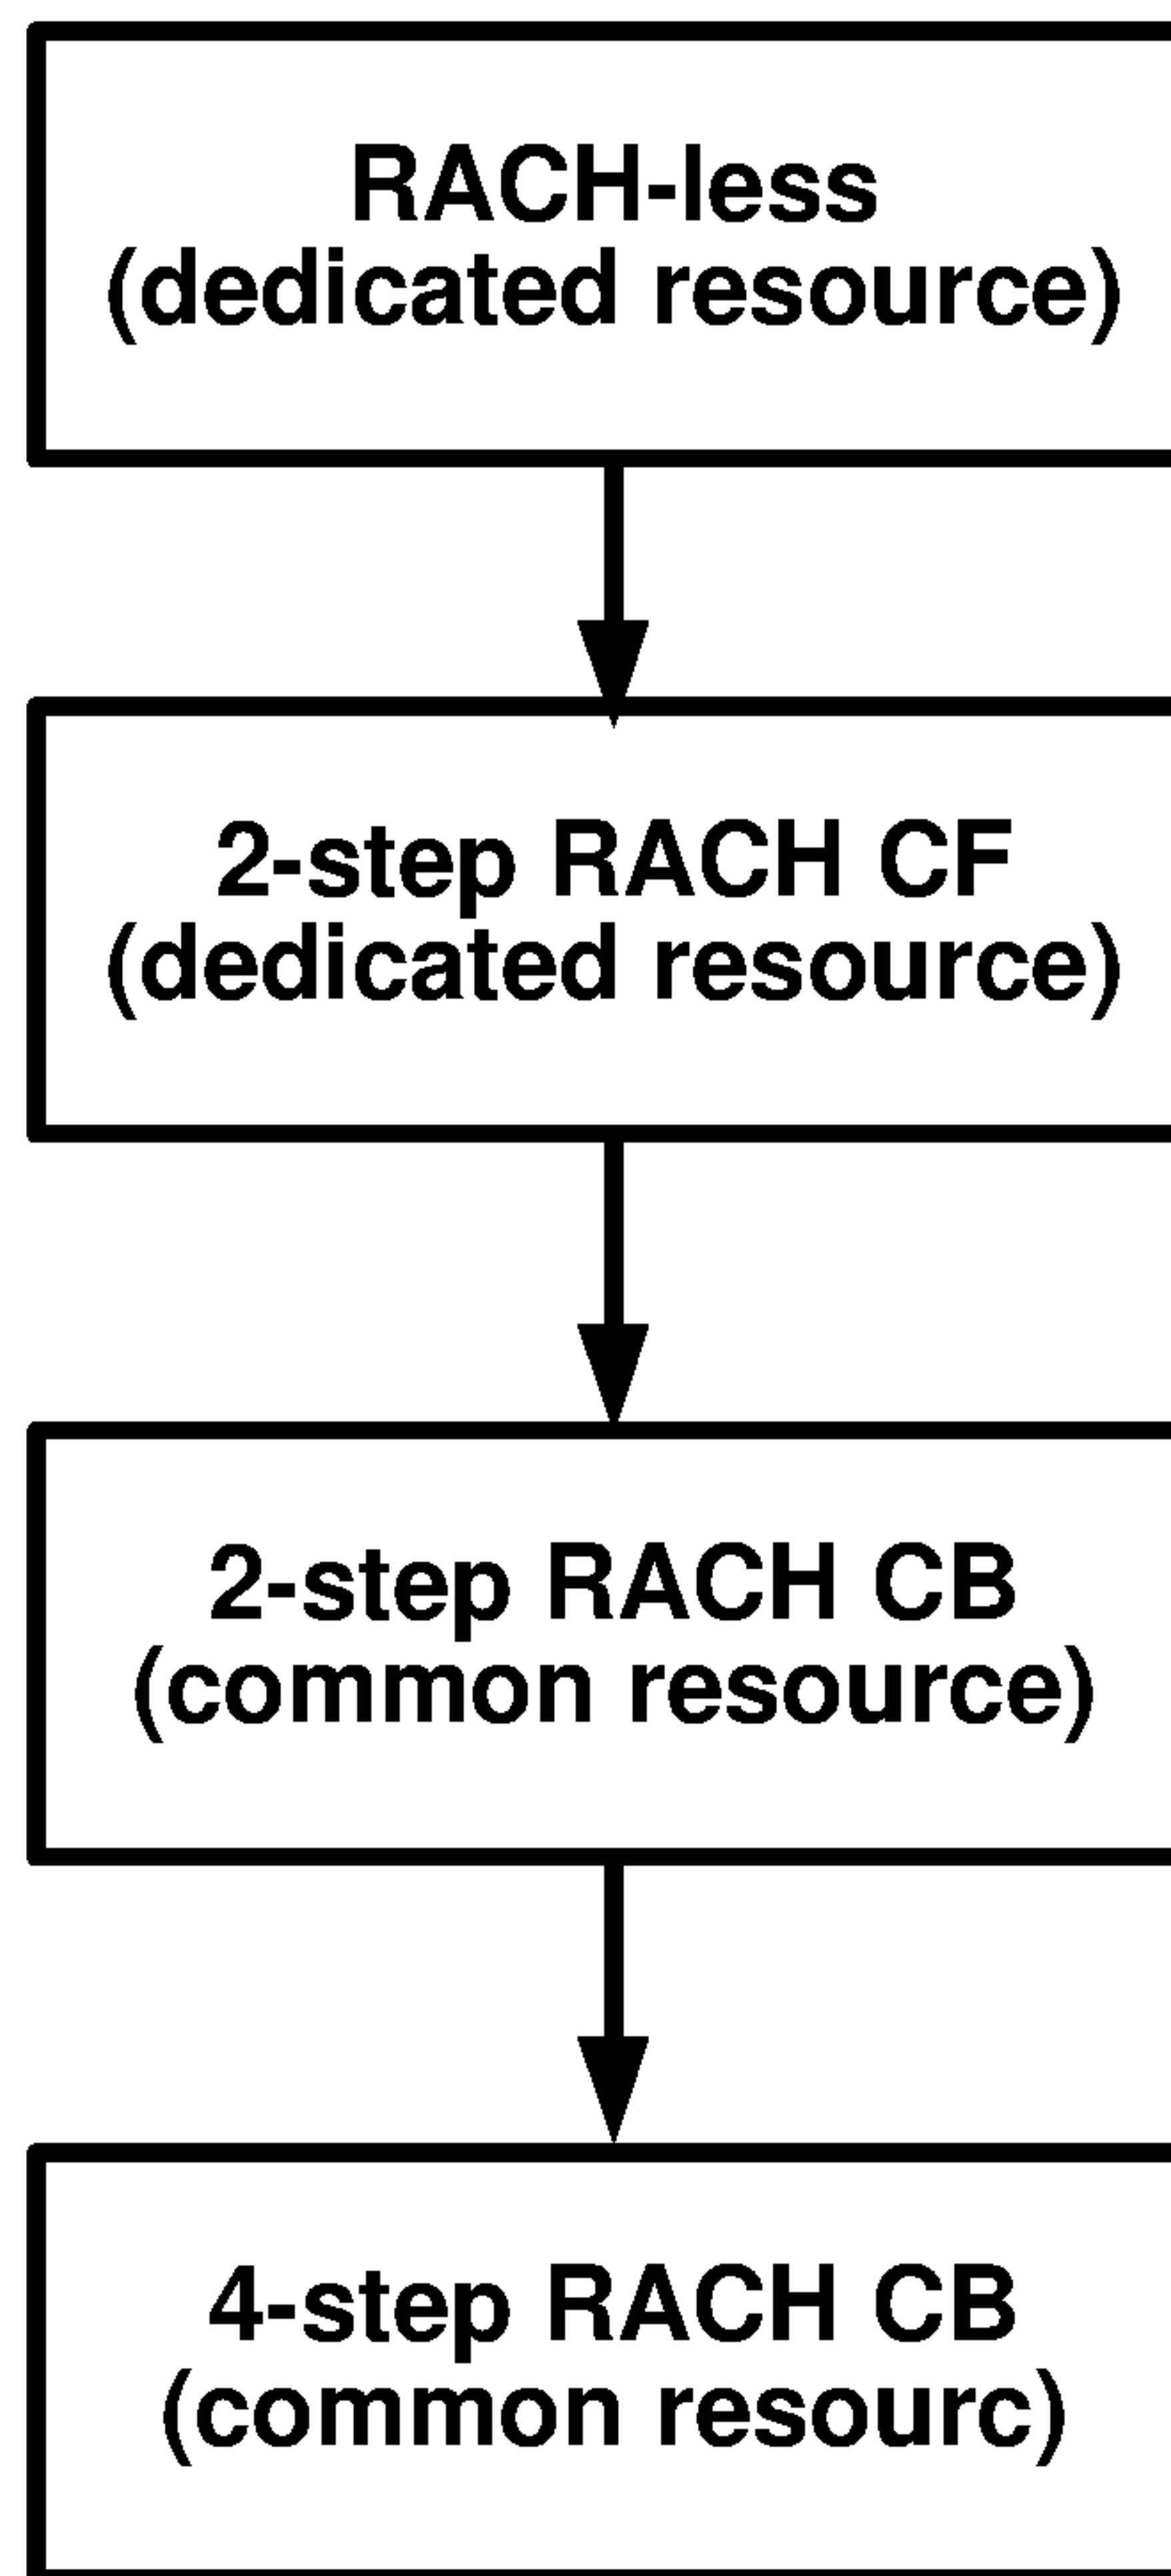 RACH-less
(dedicated resource)
2-step RACH CF
(dedicated resource)
2-step RACH CB
(common resource)
4-step RACH CB
(common resourc)